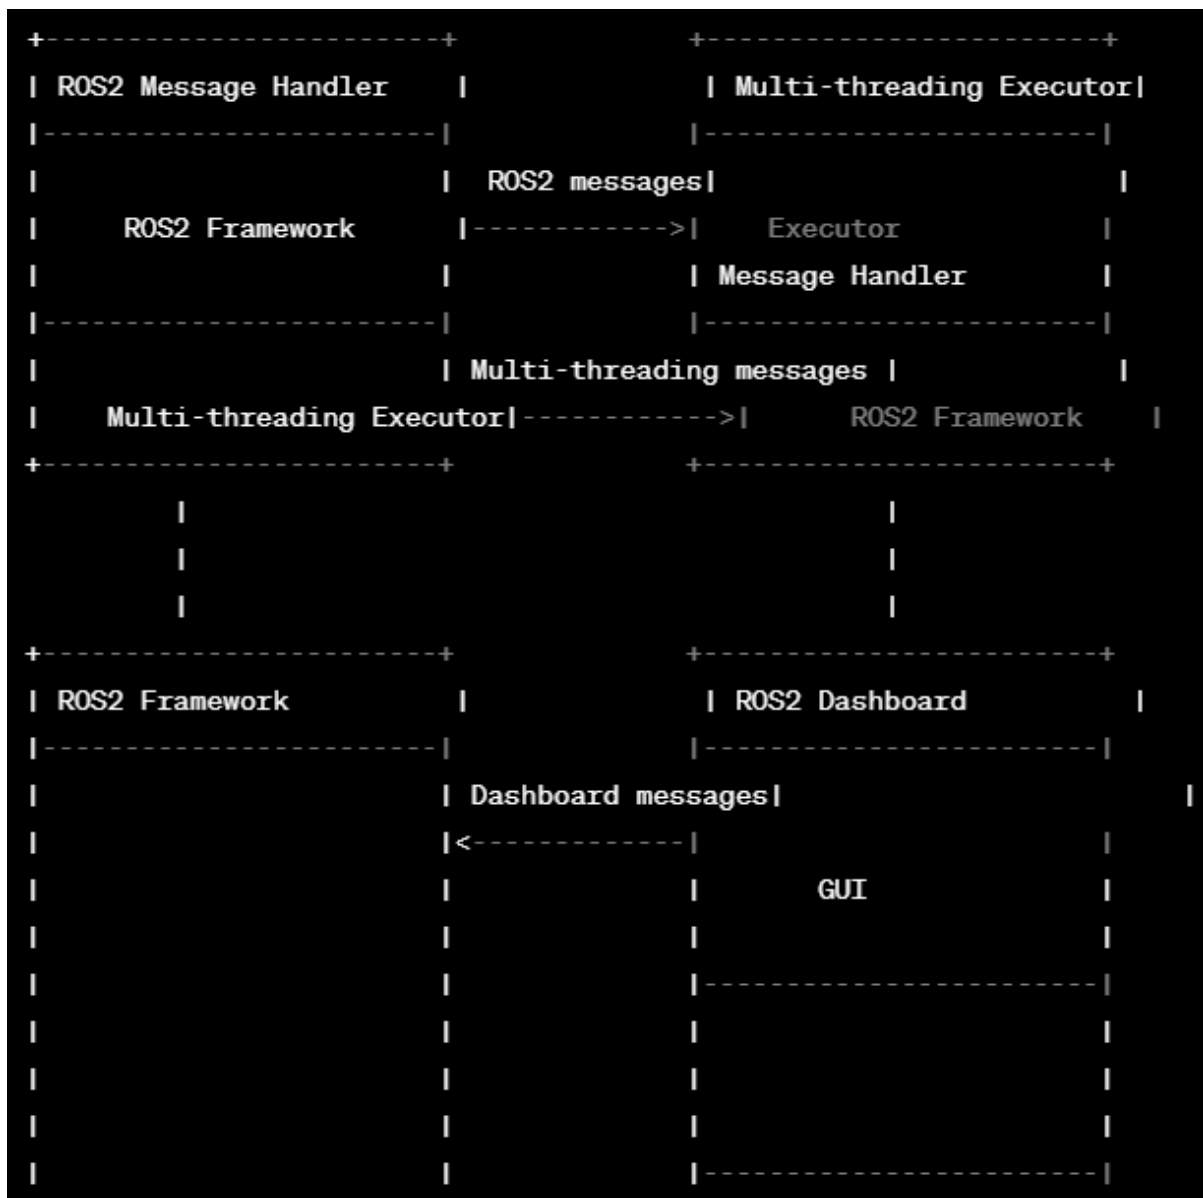 +------------------------+              +------------------------+
| ROS2 Message Handler    |              | Multi-threading Executor|
|------------------------|              |------------------------|
|                        |  ROS2 messages|                        |
|     ROS2 Framework      |------------>|    Executor            |
|                        |              | Message Handler        |
|------------------------|              |------------------------|
|                        | Multi-threading messages |             |
|    Multi-threading Executor|------------>|      ROS2 Framework    |
+------------------------+              +------------------------+
         |                                          |
         |                                          |
         |                                          |
+------------------------+              +------------------------+
| ROS2 Framework          |              | ROS2 Dashboard          |
|------------------------|              |------------------------|
|                        | Dashboard messages|                        |
|                        |<-------------|                        |
|                        |              |       GUI              |
|                        |              |                        |
|                        |              |------------------------|
|                        |              |                        |
|                        |              |                        |
|                        |              |                        |
|                        |              |------------------------|